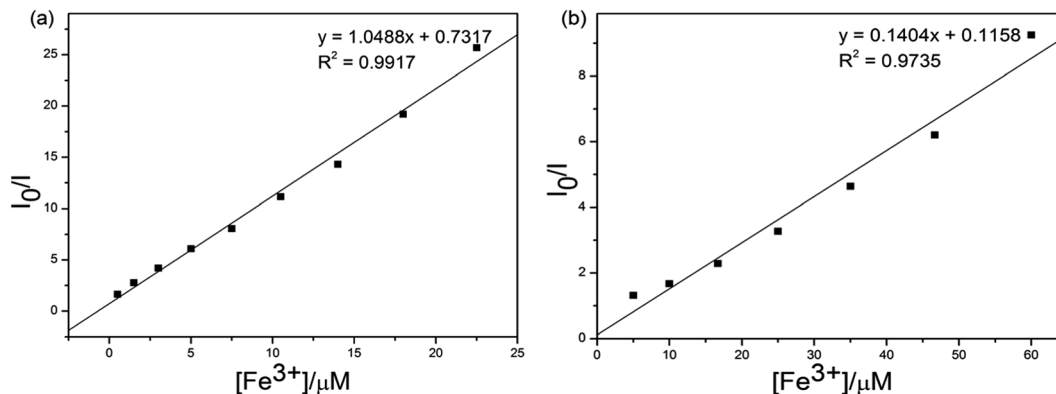 (a)
y = 1.0488x + 0.7317
R² = 0.9917
I₀/I
25
20
15
10
5
0
0 5 10 15 20 25
[Fe³⁺]/μM
(b)
y = 0.1404x + 0.1158
R² = 0.9735
I₀/I
8
6
4
2
0
0 10 20 30 40 50 60
[Fe³⁺]/μM